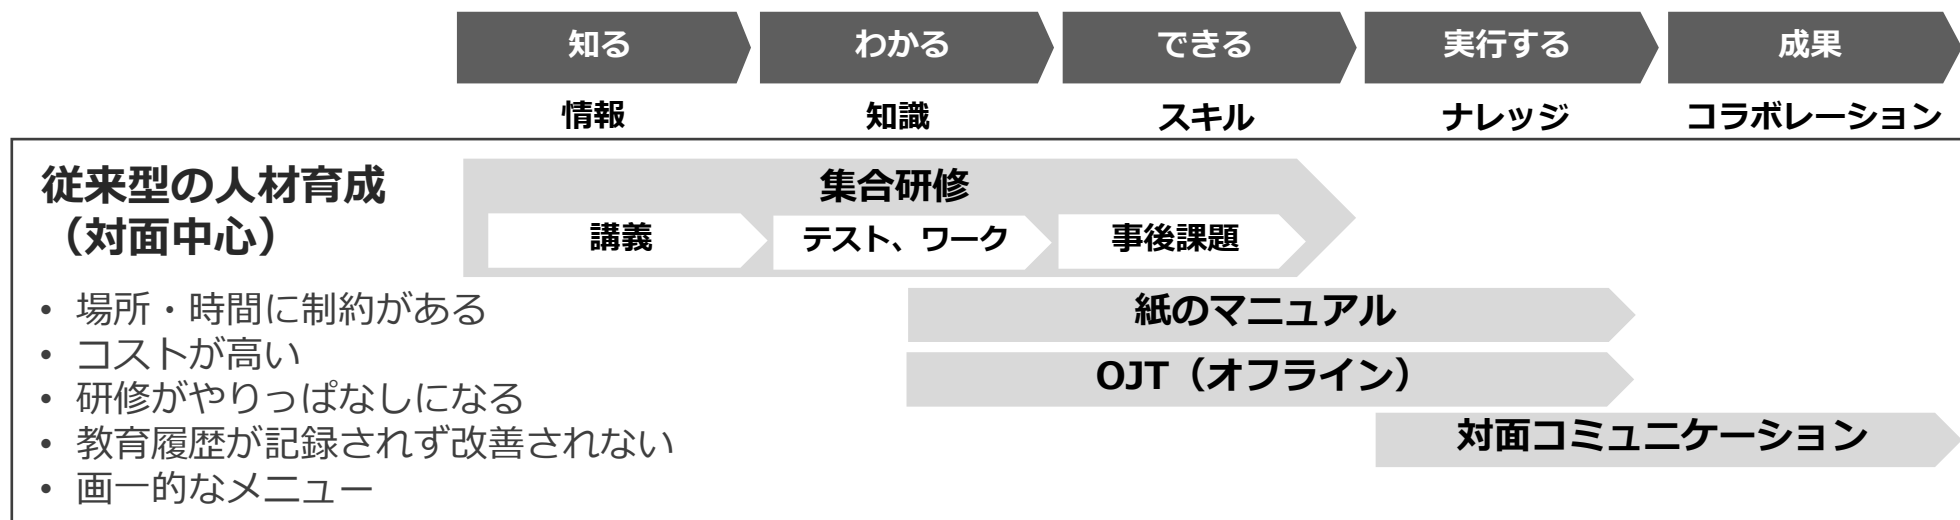 知る わかる できる 実行する 成果
情報 知識 スキル ナレッジ コラボレーション
従来型の人材育成
（対面中心）
集合研修
講義 テスト、ワーク 事後課題
• 場所・時間に制約がある
• コストが高い
• 研修がやりっぱなしになる
• 教育履歴が記録されず改善されない
• 画一的なメニュー
紙のマニュアル
OJT（オフライン）
対面コミュニケーション